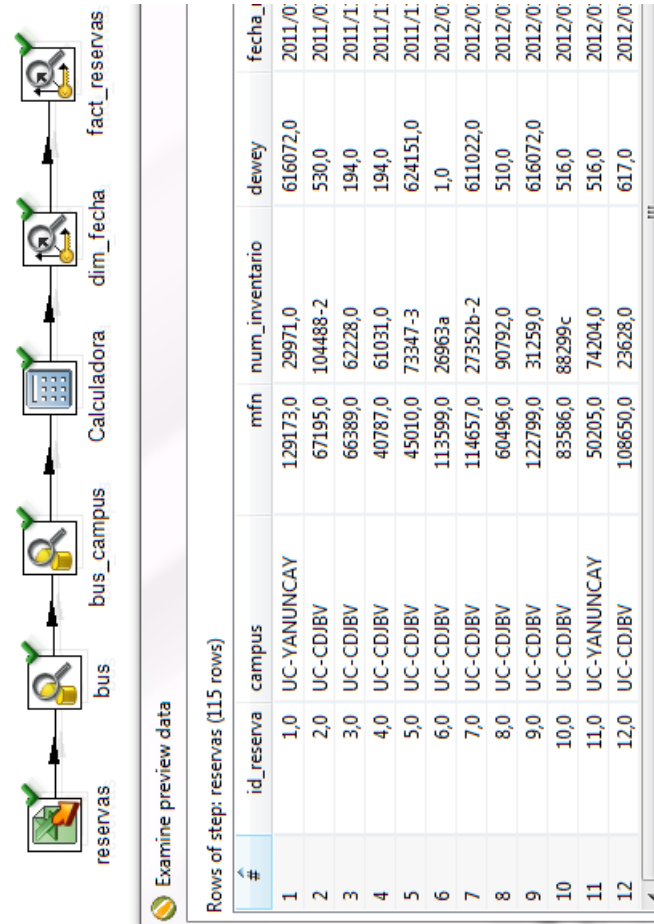 reservas bus bus_campus Calculadora dim_fecha fact_reservas
Examine preview data
Rows of step: reservas (115 rows)
# id_reserva campus mfn num_inventario dewey
1 1,0 UC-YANUNCAY 129173,0 29971,0 616072,0 2011/0
2 2,0 UC-CDJBV 67195,0 104488-2 530,0 2011/0
3 3,0 UC-CDJBV 66389,0 62228,0 194,0 2011/1
4 4,0 UC-CDJBV 40787,0 61031,0 194,0 2011/1
5 5,0 UC-CDJBV 45010,0 73347-3 624151,0 2011/1
6 6,0 UC-CDJBV 113599,0 26963a 1,0 2012/0
7 7,0 UC-CDJBV 114657,0 27352b-2 611022,0 2012/0
8 8,0 UC-CDJBV 60496,0 90792,0 510,0 2012/0
9 9,0 UC-CDJBV 122799,0 31259,0 616072,0 2012/0
10 10,0 UC-CDJBV 83586,0 88299c 516,0 2012/0
11 11,0 UC-YANUNCAY 50205,0 74204,0 516,0 2012/0
12 12,0 UC-CDJBV 108650,0 23628,0 617,0 2012/0